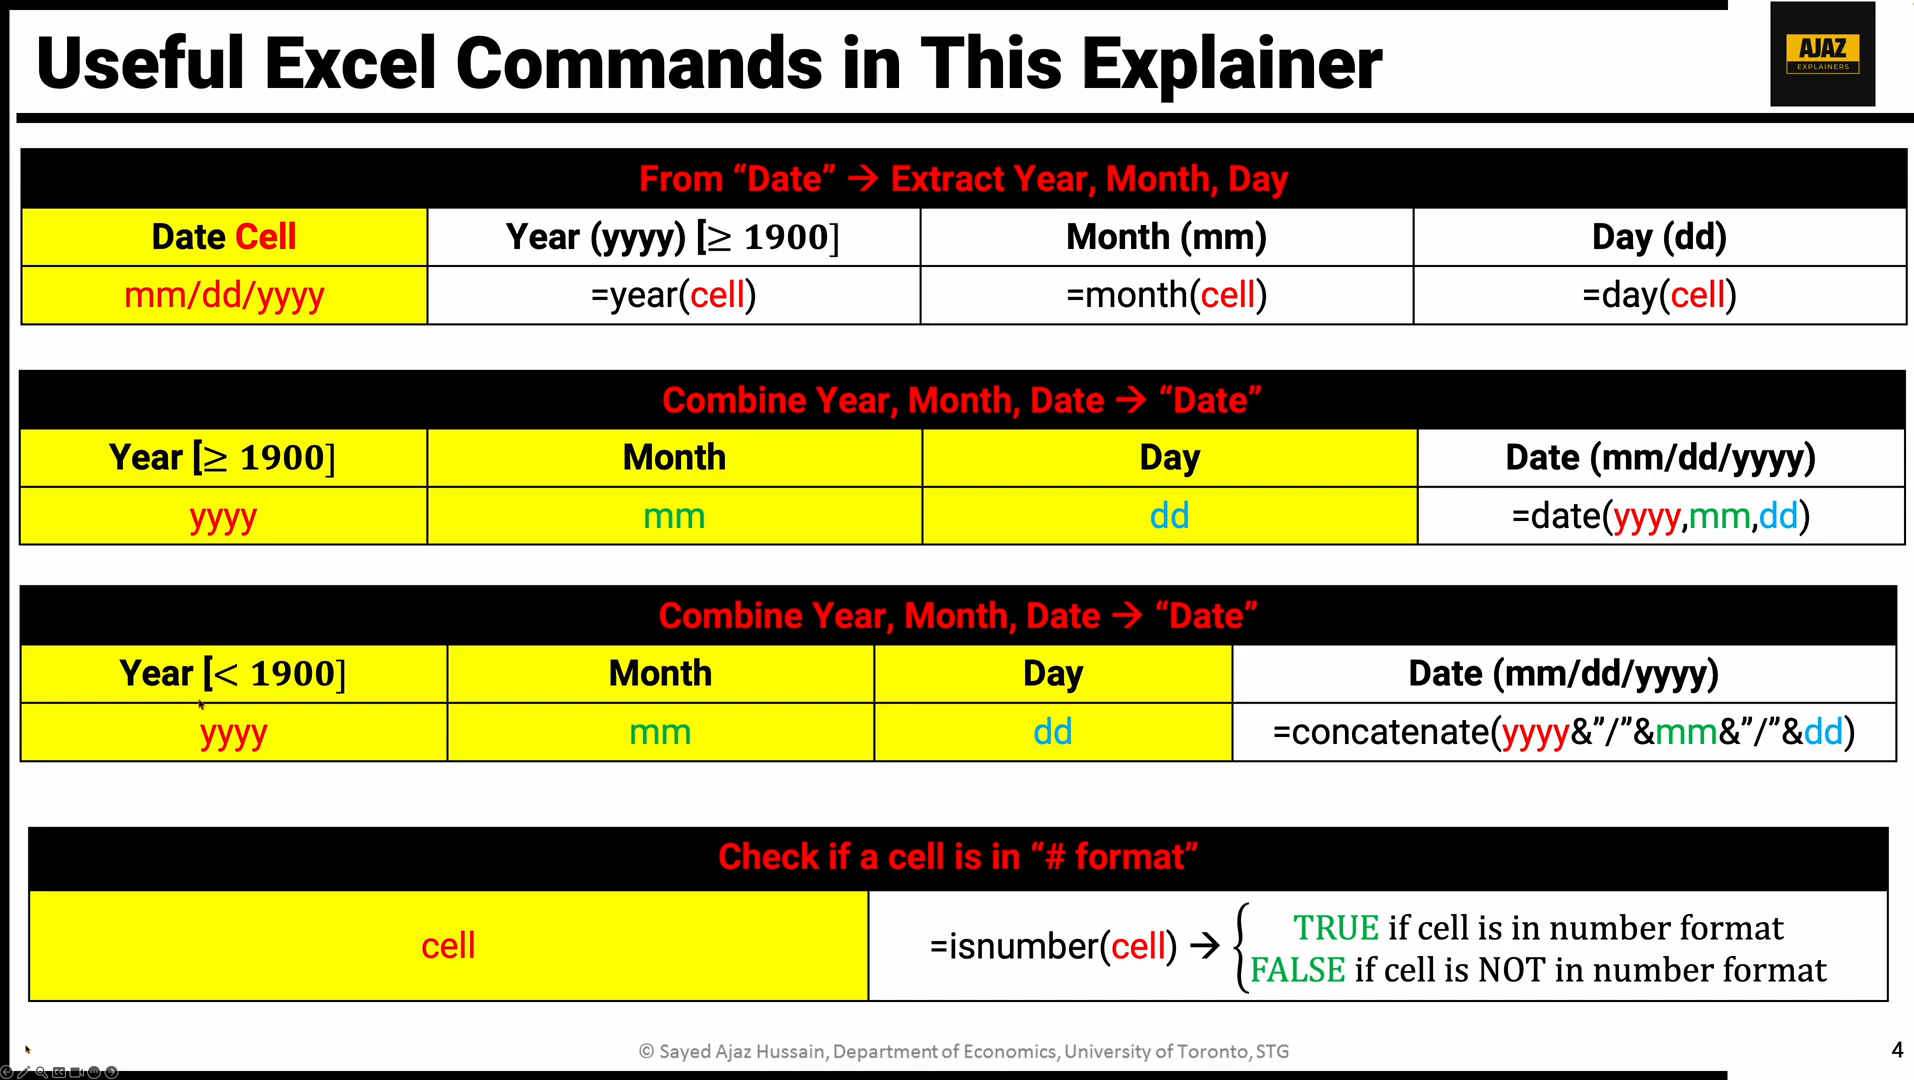 Useful Excel Commands in This Explainer
AJAZ
EXPLAINERS
From “Date” → Extract Year, Month, Day
Date Cell
Year (yyyy) [≥ 1900]
Month (mm)
Day (dd)
mm/dd/yyyy
=year(cell)
=month(cell)
=day(cell)
Combine Year, Month, Date → “Date”
Year [≥ 1900]
Month
Day
Date (mm/dd/yyyy)
yyyy
mm
dd
=date(yyyy,mm,dd)
Combine Year, Month, Date → “Date”
Year [< 1900]
Month
Day
Date (mm/dd/yyyy)
yyyy
mm
dd
=concatenate(yyyy&”/”&mm&”/”&dd)
Check if a cell is in “# format”
cell
=isnumber(cell) → {
TRUE if cell is in number format
FALSE if cell is NOT in number format
© Sayed Ajaz Hussain, Department of Economics, University of Toronto, STG
4